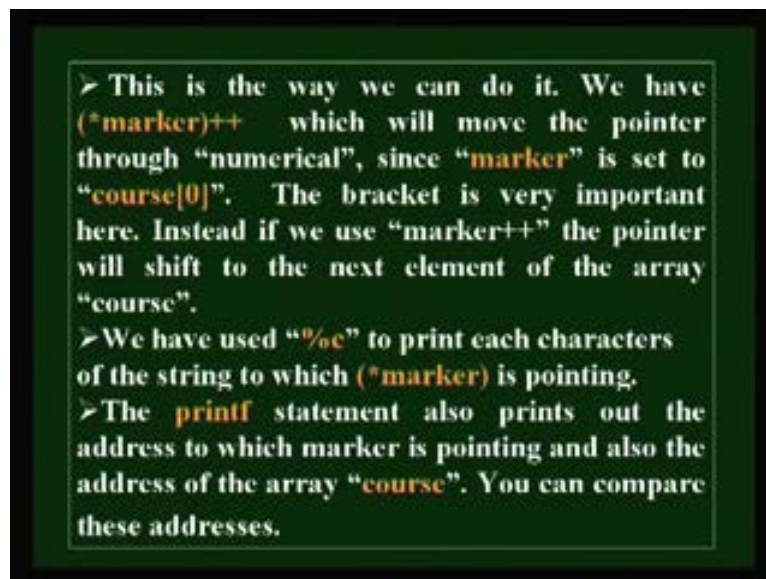 ➢ This is the way we can do it. We have
(*marker)++ which will move the pointer
through “numerical”, since “marker” is set to
“course[0]”. The bracket is very important
here. Instead if we use “marker++” the pointer
will shift to the next element of the array
“course”.
➢We have used “%c” to print each characters
of the string to which (*marker) is pointing.
➢The printf statement also prints out the
address to which marker is pointing and also the
address of the array “course”. You can compare
these addresses.